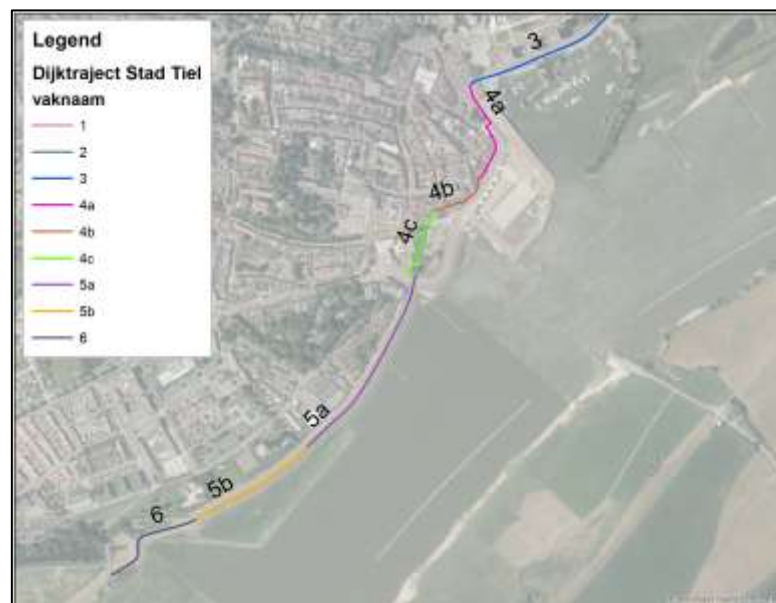 Legend
Dijktraject Stad Tiel
vaknaam
1
2
3
4a
4b
4c
5a
5b
6
3
4a
4b
4c
5a
5b
6